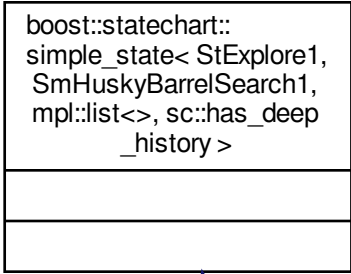 boost::statechart::
simple_state< StExplore1,
SmHuskyBarrelSearch1,
mpl::list<>, sc::has_deep
_history >